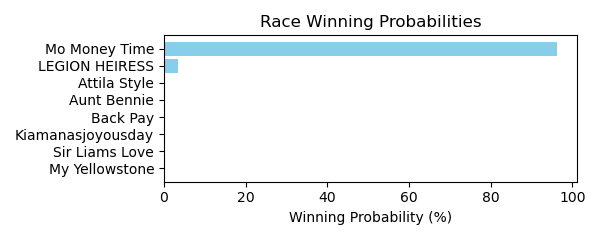 Race Winning Probabilities
Mo Money Time
LEGION HEIRESS
Attila Style
Aunt Bennie
Back Pay
Kiamanasjoyousday
Sir Liams Love
My Yellowstone
0 20 40 60 80 100
Winning Probability (%)